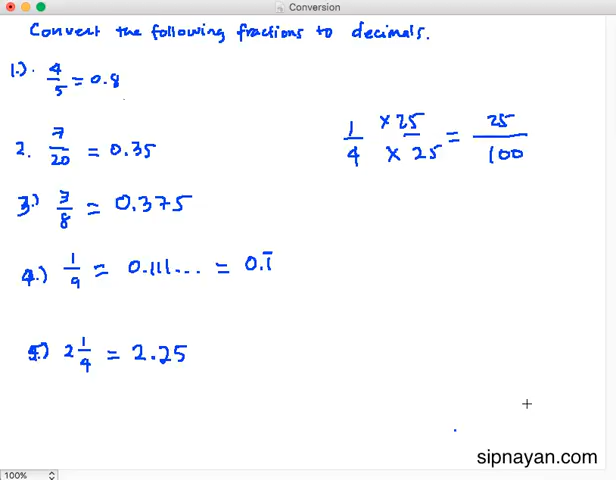 Conversion
Convert the following fractions to decimals.
1.) 4/5 = 0.8
2. 7/20 = 0.35
3.) 3/8 = 0.375
4.) 1/9 = 0.111... = 0.1̅
5.) 2 1/4 = 2.25
1/4 × 25 / × 25 = 25/100
sipnayan.com
100%